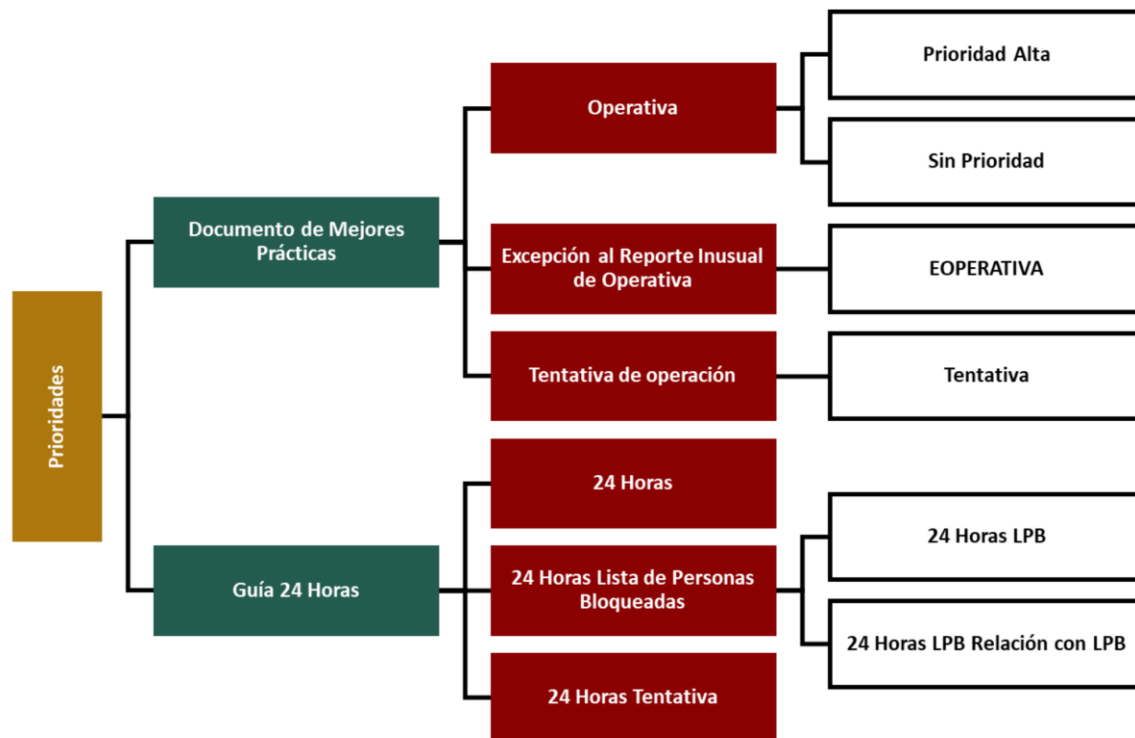 Prioridades
Documento de Mejores
Prácticas
Operativa
Prioridad Alta
Sin Prioridad
Excepción al Reporte Inusual
de Operativa
EOPERATIVA
Tentativa de operación
Tentativa
Guía 24 Horas
24 Horas
24 Horas Lista de Personas
Bloqueadas
24 Horas LPB
24 Horas LPB Relación con LPB
24 Horas Tentativa